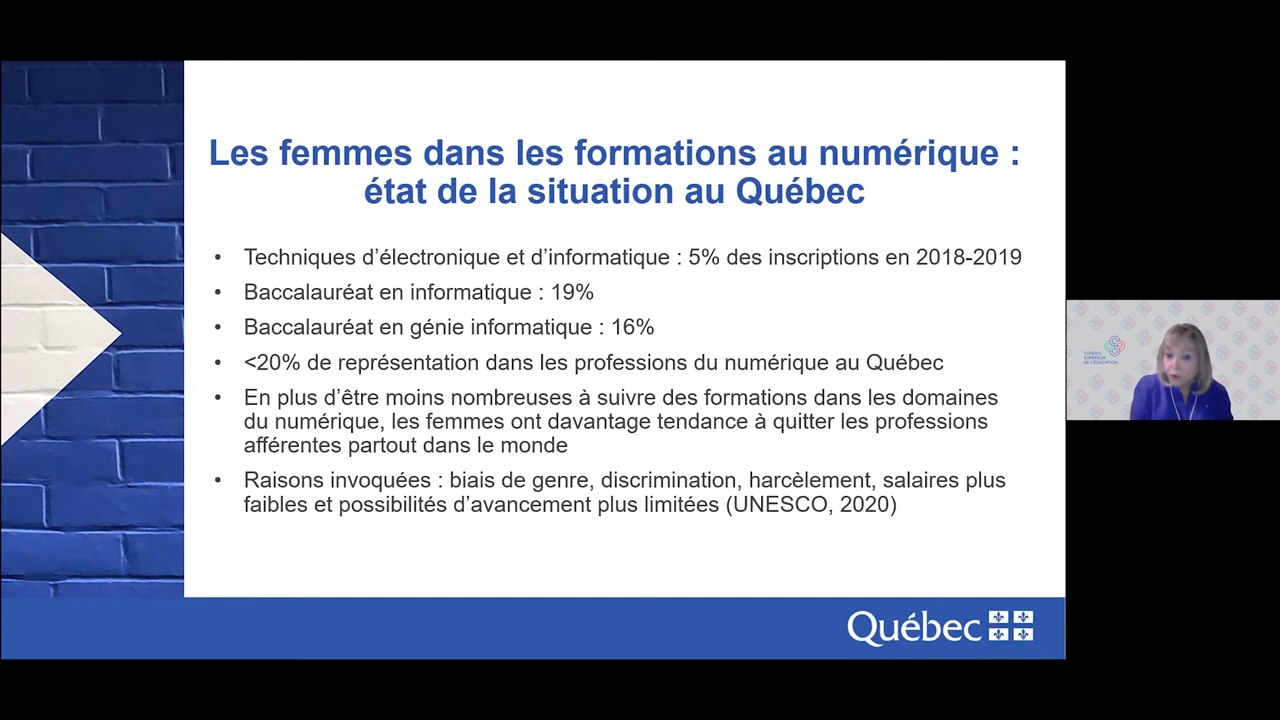 Les femmes dans les formations au numérique :
état de la situation au Québec
• Techniques d’électronique et d’informatique : 5% des inscriptions en 2018-2019
• Baccalauréat en informatique : 19%
• Baccalauréat en génie informatique : 16%
• <20% de représentation dans les professions du numérique au Québec
• En plus d’être moins nombreuses à suivre des formations dans les domaines
du numérique, les femmes ont davantage tendance à quitter les professions
afférentes partout dans le monde
• Raisons invoquées : biais de genre, discrimination, harcèlement, salaires plus
faibles et possibilités d’avancement plus limitées (UNESCO, 2020)
Québec
CONSEIL
SUPÉRIEUR
DE L’ÉDUCATION